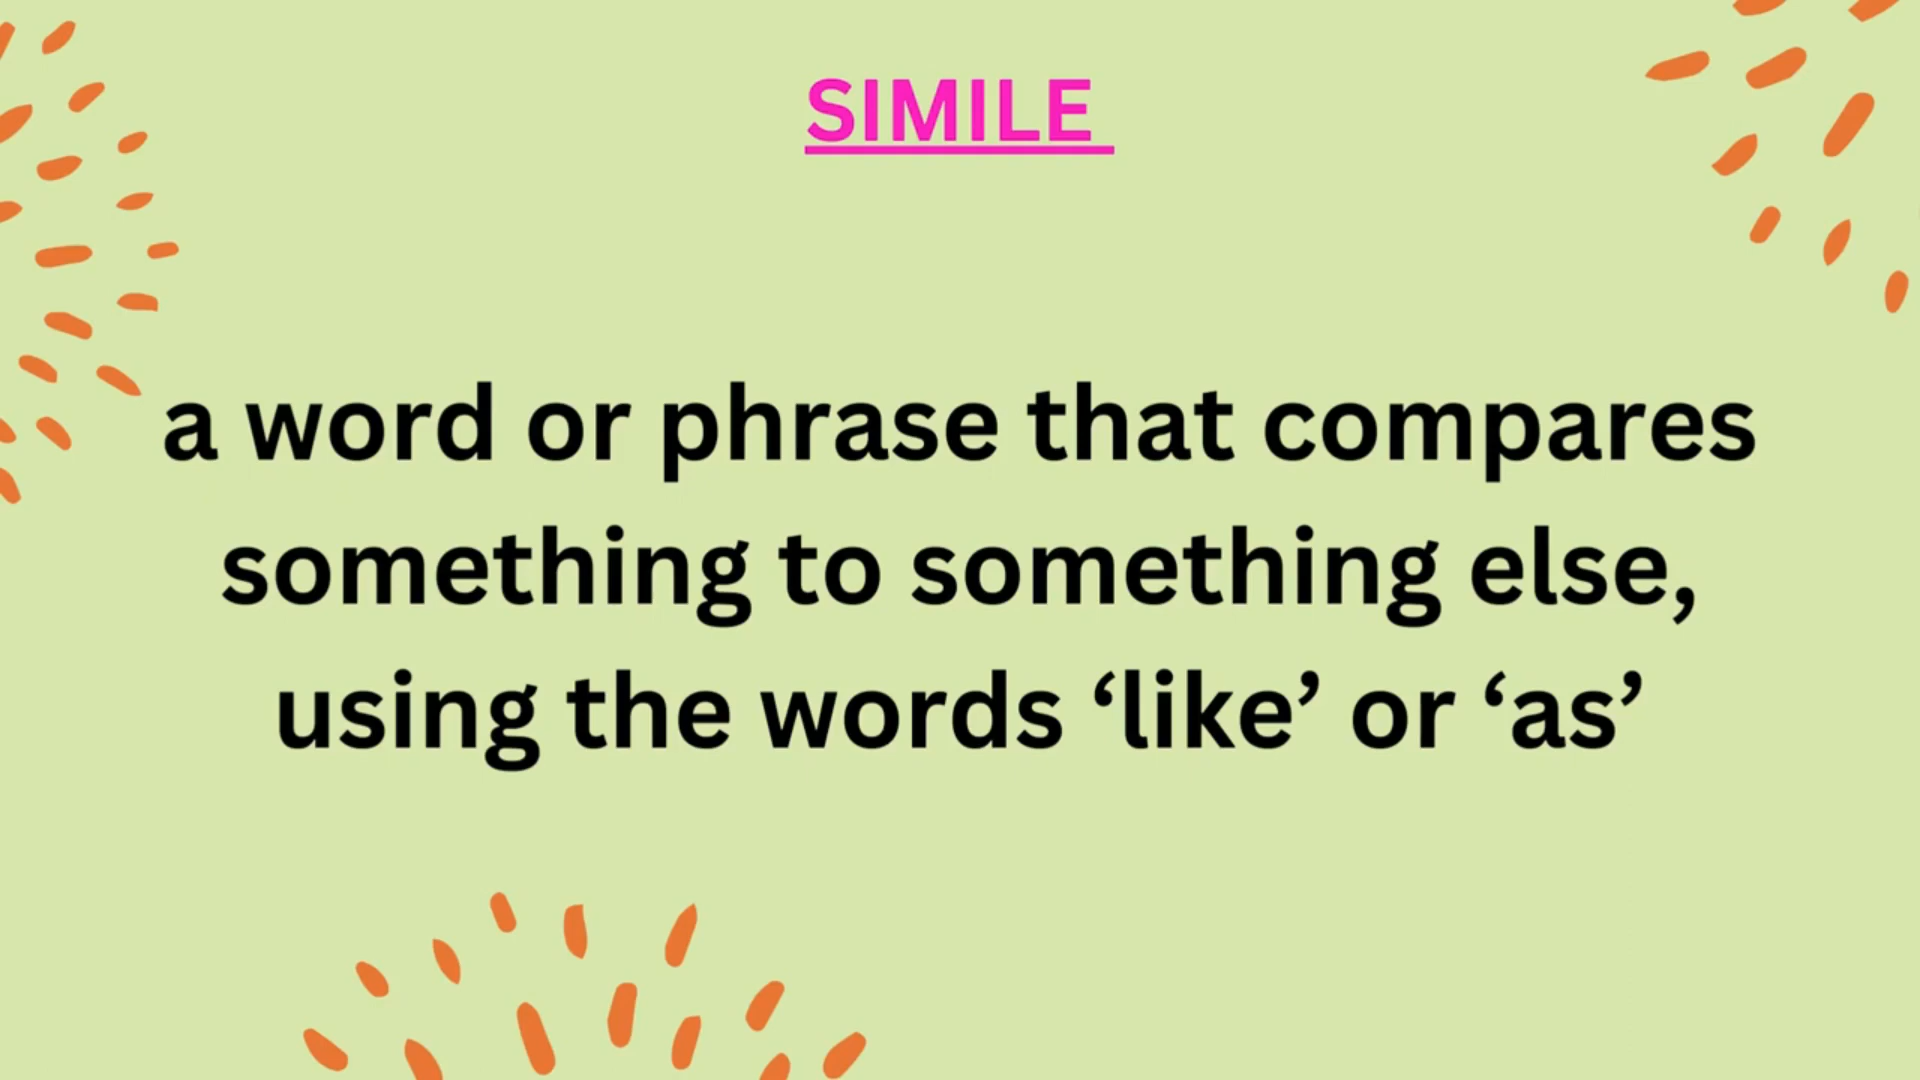 SIMILE
a word or phrase that compares
something to something else,
using the words ‘like’ or ‘as’